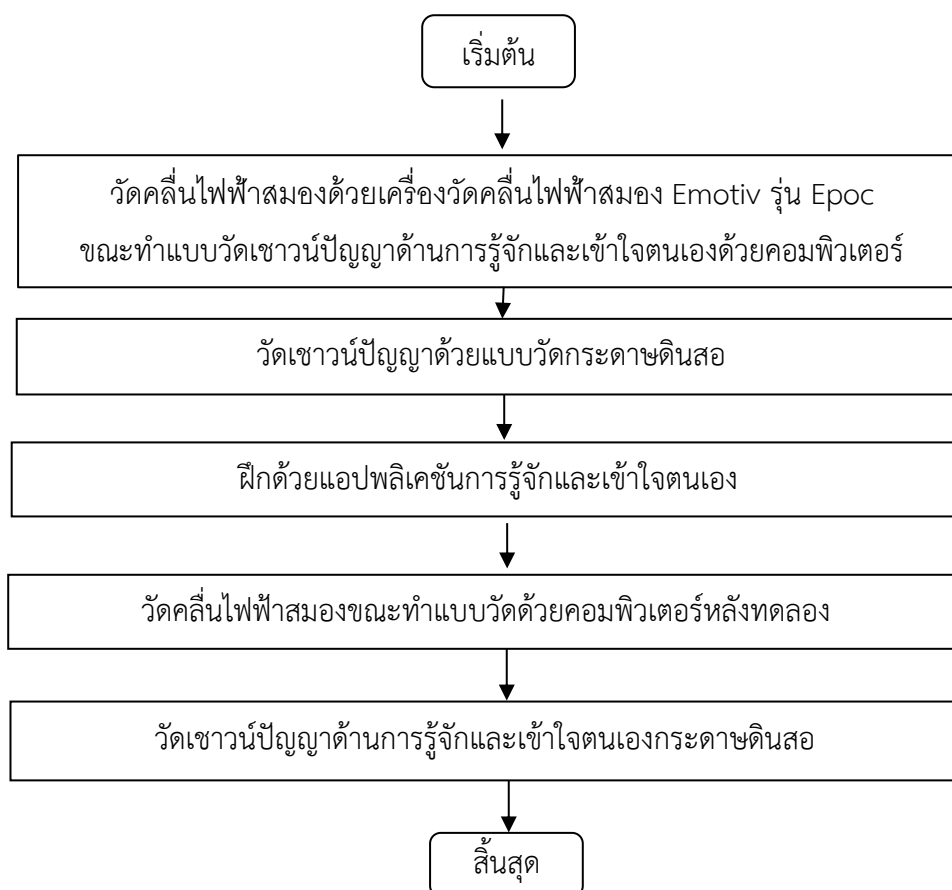 เริ่มต้น
วัดคลื่นไฟฟ้าสมองด้วยเครื่องวัดคลื่นไฟฟ้าสมอง Emotiv รุ่น Epoc
ขณะทำแบบวัดเชาวน์ปัญญาด้านการรู้จักและเข้าใจตนเองด้วยคอมพิวเตอร์
วัดเชาวน์ปัญญาด้วยแบบวัดกระดาษดินสอ
ฝึกด้วยแอปพลิเคชันการรู้จักและเข้าใจตนเอง
วัดคลื่นไฟฟ้าสมองขณะทำแบบวัดด้วยคอมพิวเตอร์หลังทดลอง
วัดเชาวน์ปัญญาด้านการรู้จักและเข้าใจตนเองกระดาษดินสอ
สิ้นสุด